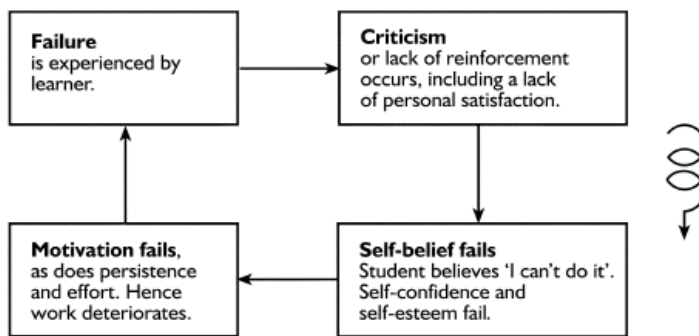 Failure
is experienced by
learner.
Criticism
or lack of reinforcement
occurs, including a lack
of personal satisfaction.
Motivation fails,
as does persistence
and effort. Hence
work deteriorates.
Self-belief fails
Student believes ‘I can’t do it’.
Self-confidence and
self-esteem fail.